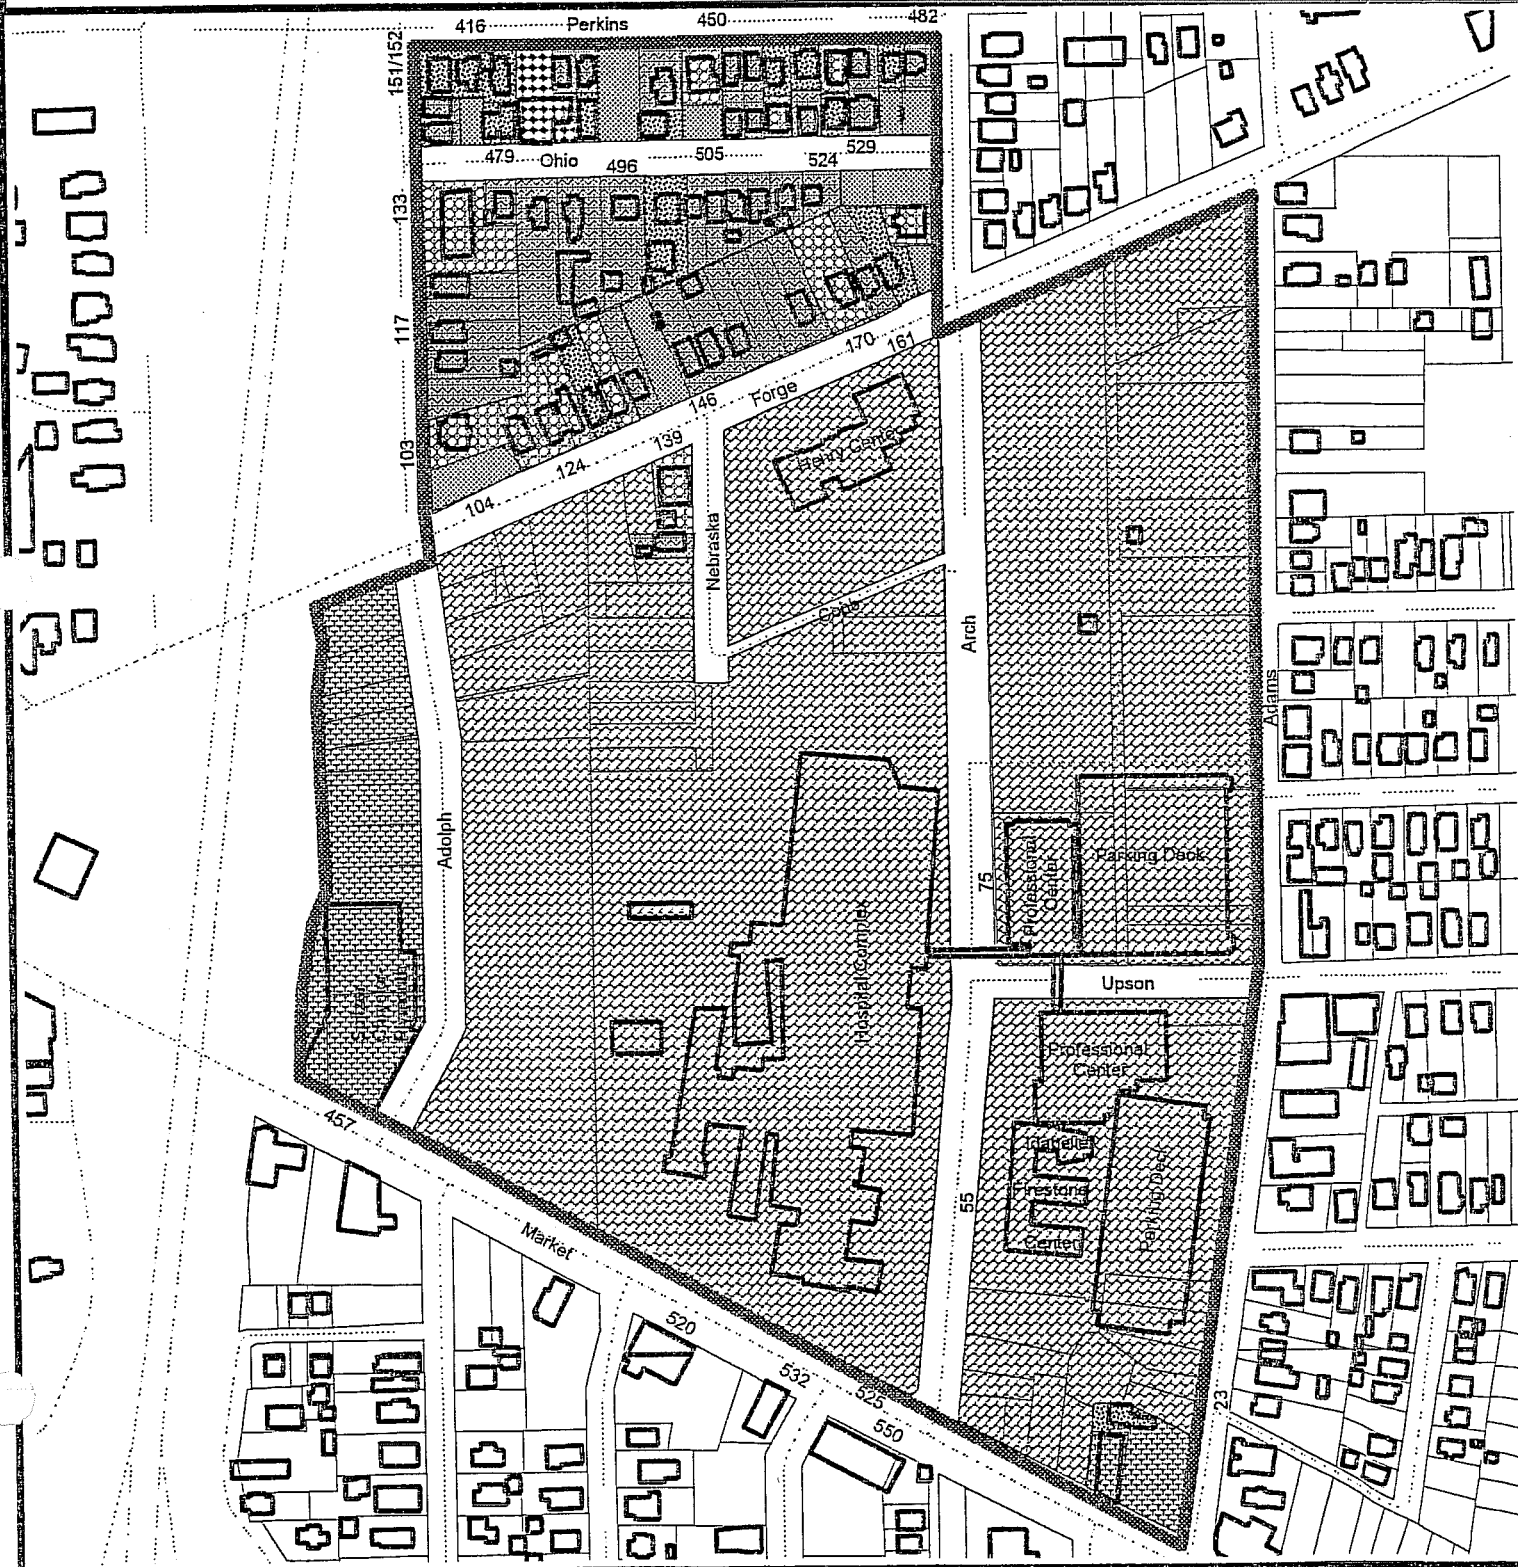 416 Perkins 450 482
151/152
479 Ohio 496 505 524 529
133
117
103
104 124 139 146 Forge 170 161
Henry Center
Nebraska
Arch
Adams
Adolph
75
Professional
Center
Parking Deck
Hospital Complex
Upson
Professional
Center
Idabelle
Firestone
Center
Parking Deck
55
457
Market
520
532
525
550
23